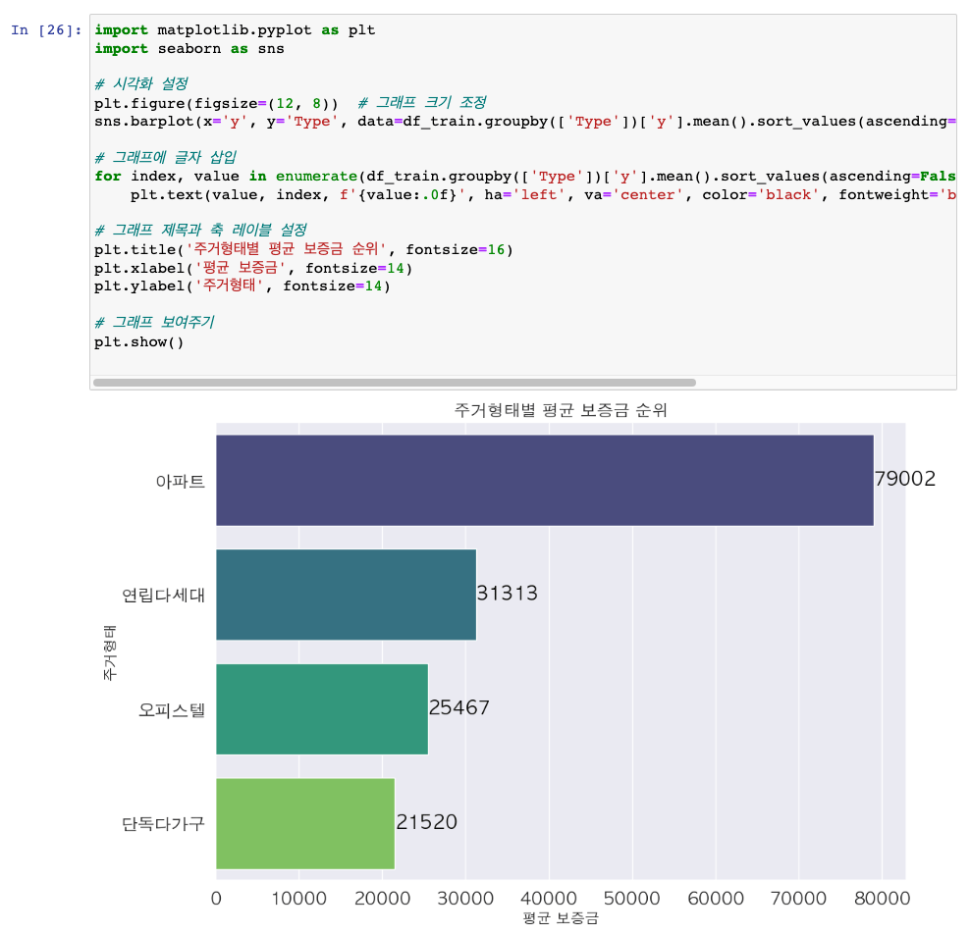 In [26]:
import matplotlib.pyplot as plt
import seaborn as sns
# 시각화 설정
plt.figure(figsize=(12, 8))  # 그래프 크기 조정
sns.barplot(x='y', y='Type', data=df_train.groupby(['Type'])['y'].mean().sort_values(ascending=
# 그래프에 글자 삽입
for index, value in enumerate(df_train.groupby(['Type'])['y'].mean().sort_values(ascending=Fals
    plt.text(value, index, f'{value:.0f}', ha='left', va='center', color='black', fontweight='b
# 그래프 제목과 축 레이블 설정
plt.title('주거형태별 평균 보증금 순위', fontsize=16)
plt.xlabel('평균 보증금', fontsize=14)
plt.ylabel('주거형태', fontsize=14)
# 그래프 보여주기
plt.show()
주거형태별 평균 보증금 순위
아파트
79002
연립다세대
31313
주거형태
오피스텔
25467
단독다가구
21520
0 10000 20000 30000 40000 50000 60000 70000 80000
평균 보증금